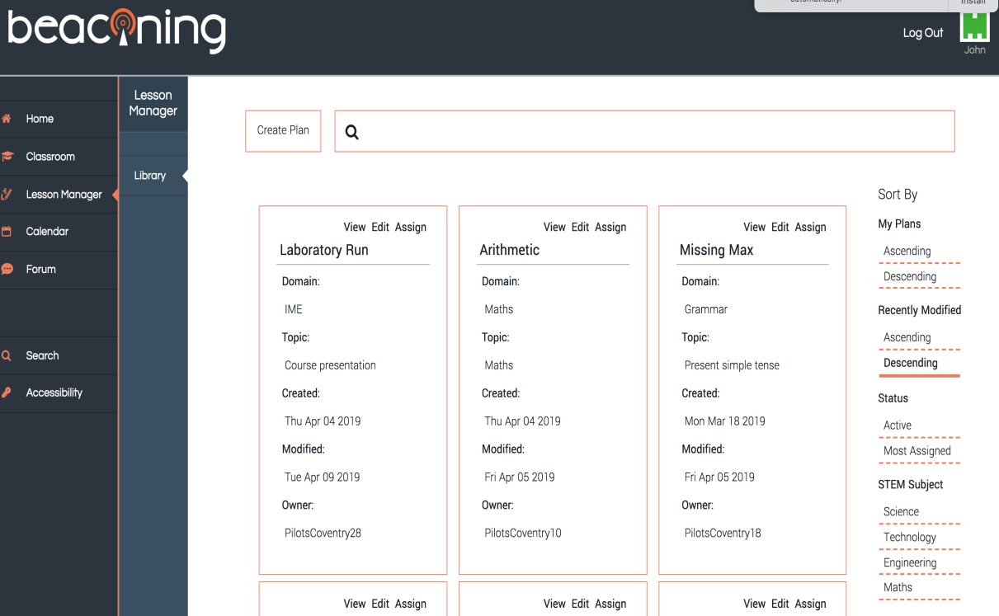 automatically.
Install
beaconing
Log Out
John
Lesson
Manager
Library
Home
Classroom
Lesson Manager
Calendar
Forum
Search
Accessibility
Create Plan
View Edit Assign
Laboratory Run
Domain:
IME
Topic:
Course presentation
Created:
Thu Apr 04 2019
Modified:
Tue Apr 09 2019
Owner:
PilotsCoventry28
View Edit Assign
Arithmetic
Domain:
Maths
Topic:
Maths
Created:
Thu Apr 04 2019
Modified:
Fri Apr 05 2019
Owner:
PilotsCoventry10
View Edit Assign
Missing Max
Domain:
Grammar
Topic:
Present simple tense
Created:
Mon Mar 18 2019
Modified:
Fri Apr 05 2019
Owner:
PilotsCoventry18
View Edit Assign
View Edit Assign
View Edit Assign
Sort By
My Plans
Ascending
Descending
Recently Modified
Ascending
Descending
Status
Active
Most Assigned
STEM Subject
Science
Technology
Engineering
Maths